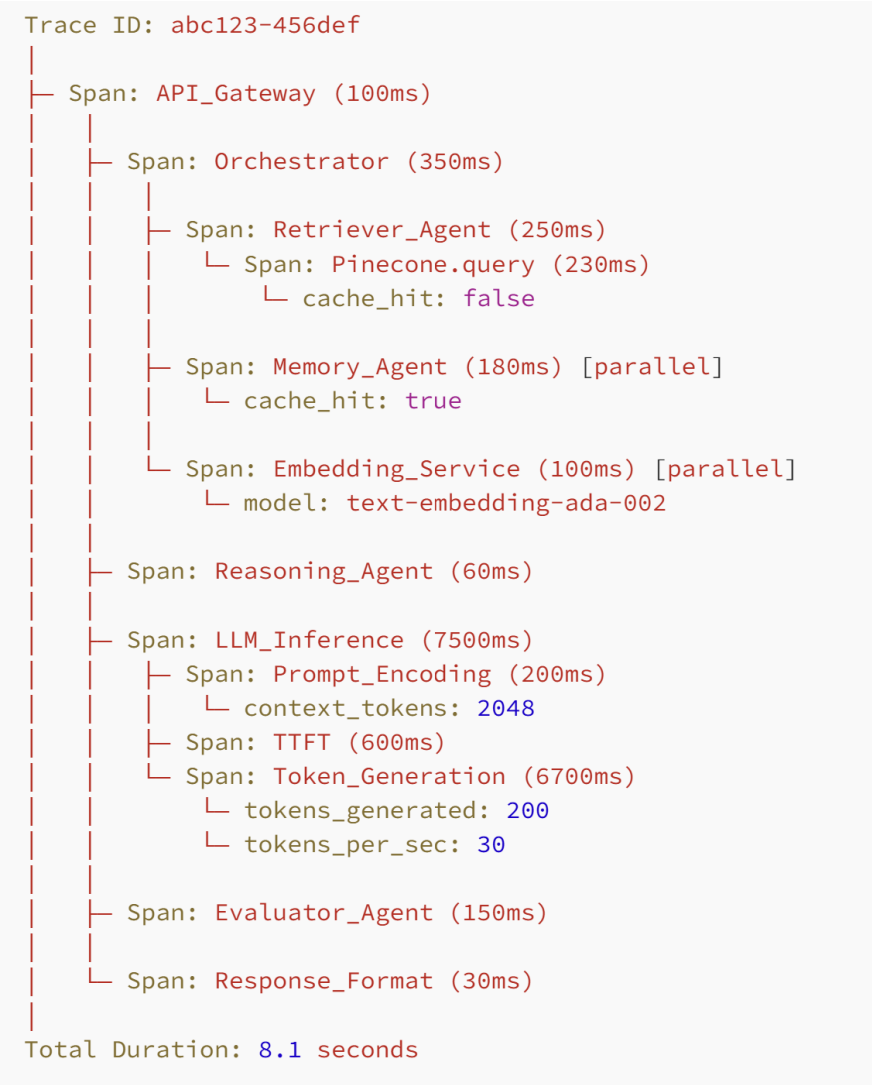 Trace ID: abc123-456def
│
├─ Span: API_Gateway (100ms)
│   │
│   ├─ Span: Orchestrator (350ms)
│   │   │
│   │   ├─ Span: Retriever_Agent (250ms)
│   │   │   └─ Span: Pinecone.query (230ms)
│   │   │       └─ cache_hit: false
│   │   │
│   │   ├─ Span: Memory_Agent (180ms) [parallel]
│   │   │   └─ cache_hit: true
│   │   │
│   │   └─ Span: Embedding_Service (100ms) [parallel]
│   │       └─ model: text-embedding-ada-002
│   │
│   ├─ Span: Reasoning_Agent (60ms)
│   │
│   ├─ Span: LLM_Inference (7500ms)
│   │   ├─ Span: Prompt_Encoding (200ms)
│   │   │   └─ context_tokens: 2048
│   │   ├─ Span: TTFT (600ms)
│   │   └─ Span: Token_Generation (6700ms)
│   │       └─ tokens_generated: 200
│   │       └─ tokens_per_sec: 30
│   │
│   ├─ Span: Evaluator_Agent (150ms)
│   │
│   └─ Span: Response_Format (30ms)
│
Total Duration: 8.1 seconds